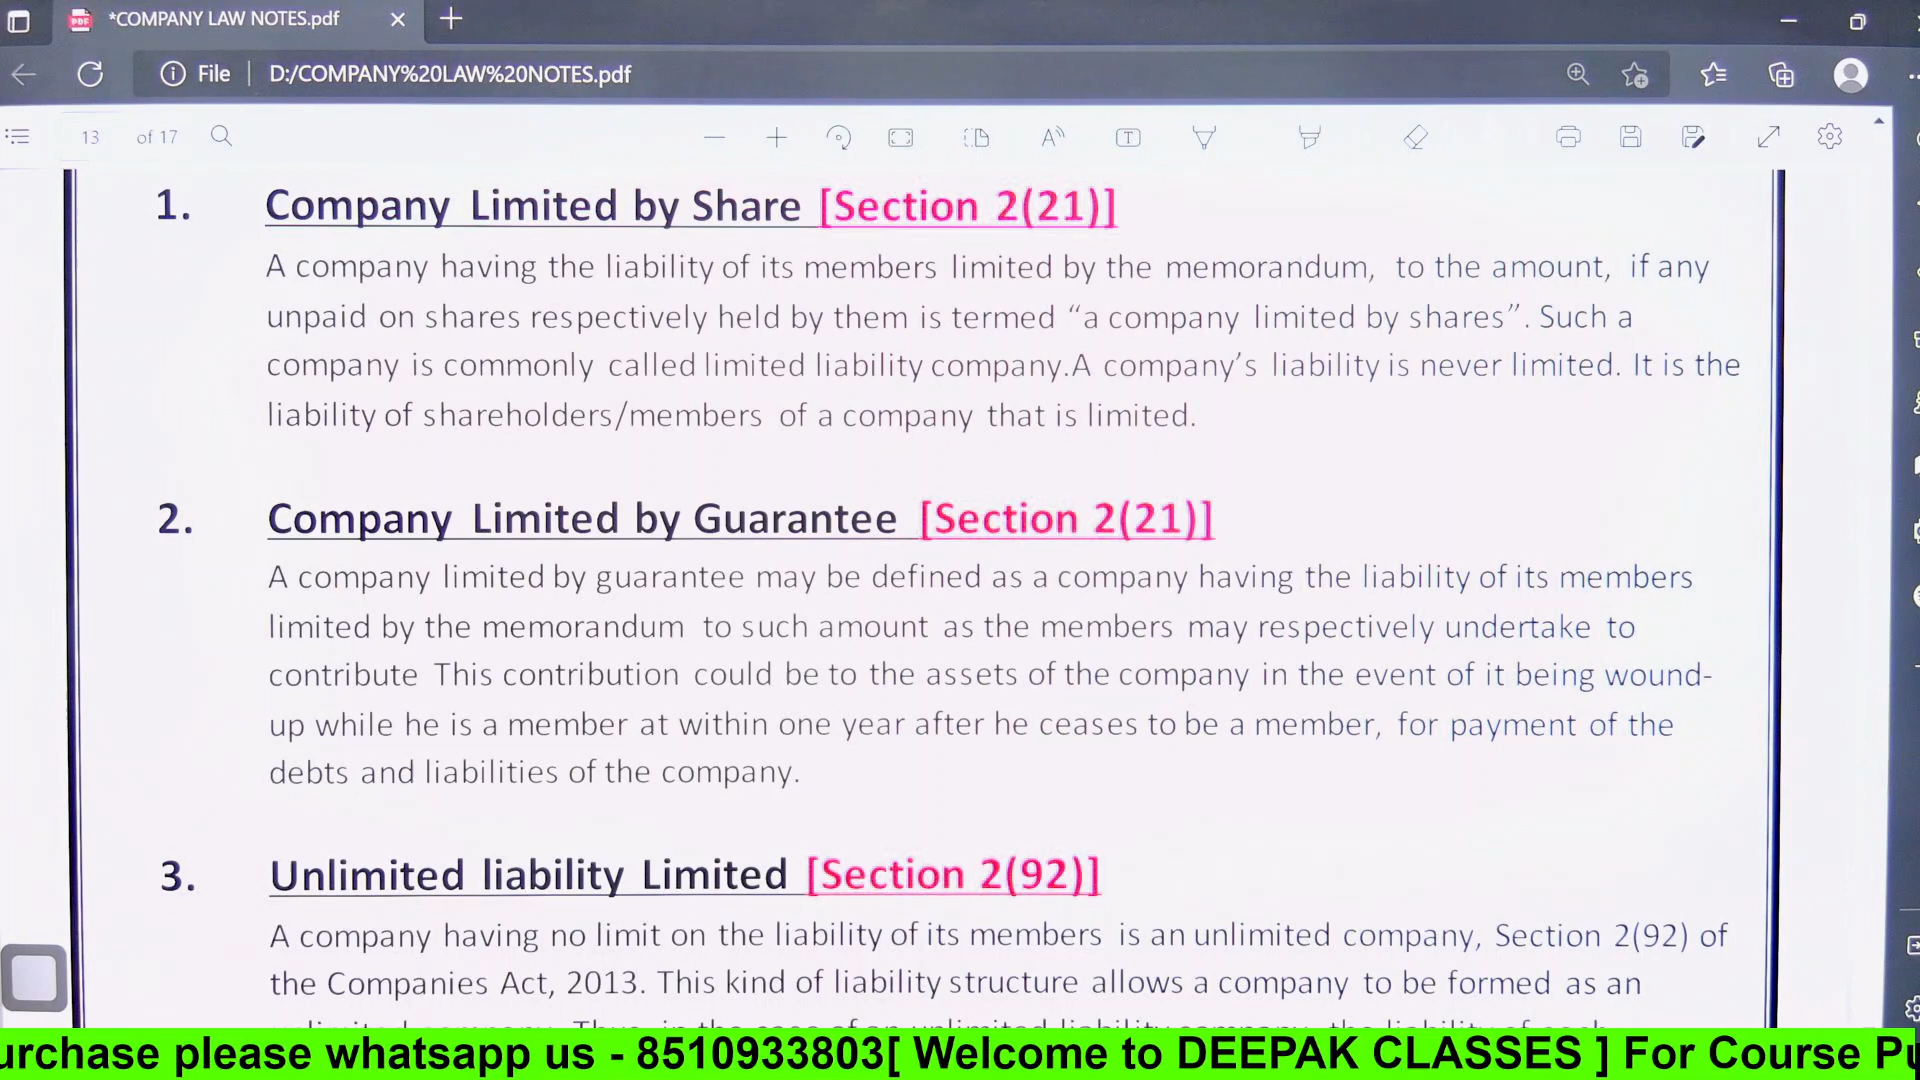 *COMPANY LAW NOTES.pdf
File
D:/COMPANY%20LAW%20NOTES.pdf
13 of 17
1. Company Limited by Share [Section 2(21)]
A company having the liability of its members limited by the memorandum, to the amount, if any
unpaid on shares respectively held by them is termed “a company limited by shares”. Such a
company is commonly called limited liability company.A company’s liability is never limited. It is the
liability of shareholders/members of a company that is limited.
2. Company Limited by Guarantee [Section 2(21)]
A company limited by guarantee may be defined as a company having the liability of its members
limited by the memorandum to such amount as the members may respectively undertake to
contribute This contribution could be to the assets of the company in the event of it being wound-
up while he is a member at within one year after he ceases to be a member, for payment of the
debts and liabilities of the company.
3. Unlimited liability Limited [Section 2(92)]
A company having no limit on the liability of its members is an unlimited company, Section 2(92) of
the Companies Act, 2013. This kind of liability structure allows a company to be formed as an
urchase please whatsapp us - 8510933803[ Welcome to DEEPAK CLASSES ] For Course Pu